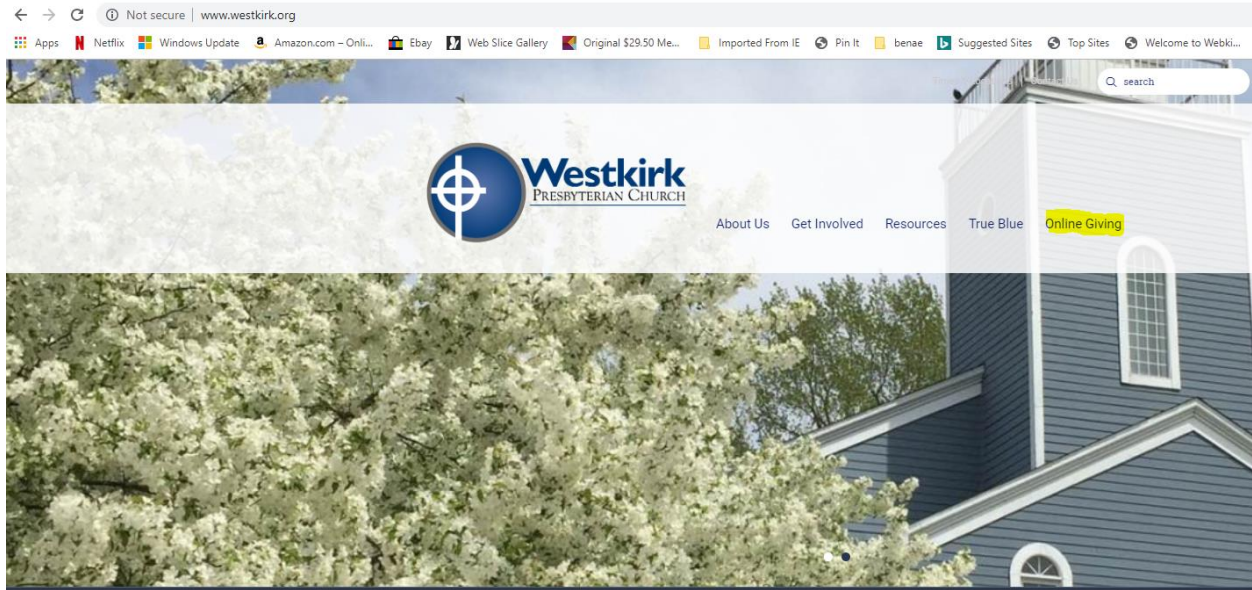 Not secure | www.westkirk.org
Apps Netflix Windows Update Amazon.com – Onli... Ebay Web Slice Gallery Original $29.50 Me... Imported From IE Pin It benae Suggested Sites Top Sites Welcome to Webki...
search
Westkirk
PRESBYTERIAN CHURCH
About Us Get Involved Resources True Blue Online Giving